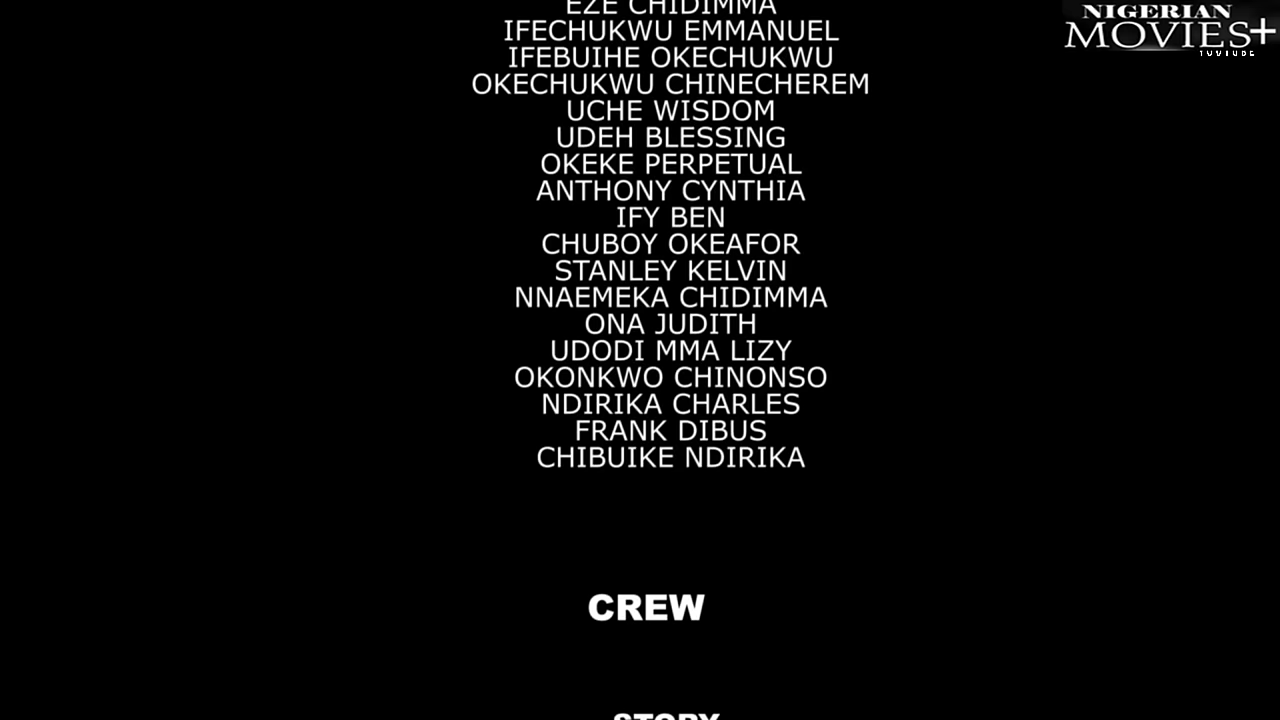 EZE CHIDIMMA
IFECHUKWU EMMANUEL
IFEBUIHE OKECHUKWU
OKECHUKWU CHINECHEREM
UCHE WISDOM
UDEH BLESSING
OKEKE PERPETUAL
ANTHONY CYNTHIA
IFY BEN
CHUBOY OKEAFOR
STANLEY KELVIN
NNAEMEKA CHIDIMMA
ONA JUDITH
UDODI MMA LIZY
OKONKWO CHINONSO
NDIRIKA CHARLES
FRANK DIBUS
CHIBUIKE NDIRIKA
CREW
STORY
NIGERIAN
MOVIES+